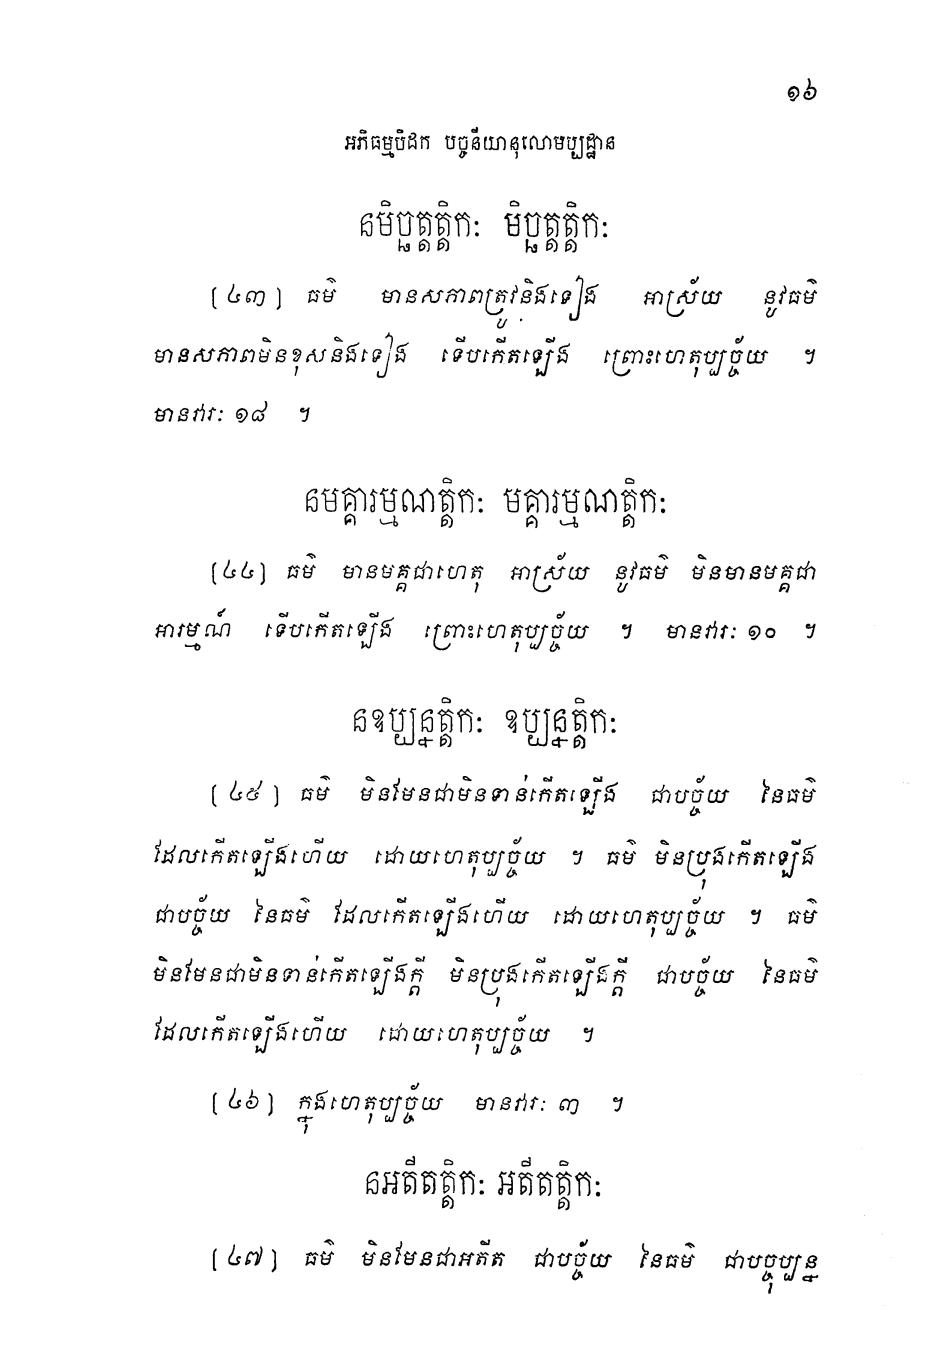 ១៦
អភិធម្មបិដក បច្ចនីយានុលោមប្បដ្ឋាន
នមិច្ឆត្តត្តិកៈ មិច្ឆត្តត្តិកៈ
(៤៣) ធម៌ មានសភាពត្រូវនិងទៀង អាស្រ័យ នូវធម៌
មានសភាពមិនខុសនិងទៀង ទើបកើតឡើង ព្រោះហេតុប្បច្ច័យ ។
មានវារៈ ១៨ ។
នមគ្គារម្មណត្តិកៈ មគ្គារម្មណត្តិកៈ
(៤៤) ធម៌ មានមគ្គជាហេតុ អាស្រ័យ នូវធម៌ មិនមានមគ្គជា
អារម្មណ៍ ទើបកើតឡើង ព្រោះហេតុប្បច្ច័យ ។ មានវារៈ ១០ ។
នឧប្បន្នត្តិកៈ ឧប្បន្នត្តិកៈ
(៤៥) ធម៌ មិនមែនជាមិនទាន់កើតឡើង ជាបច្ច័យ នៃធម៌
ដែលកើតឡើងហើយ ដោយហេតុប្បច្ច័យ ។ ធម៌ មិនប្រុងកើតឡើង
ជាបច្ច័យ នៃធម៌ ដែលកើតឡើងហើយ ដោយហេតុប្បច្ច័យ ។ ធម៌
មិនមែនជាមិនទាន់កើតឡើងក្តី មិនប្រុងកើតឡើងក្តី ជាបច្ច័យ នៃធម៌
ដែលកើតឡើងហើយ ដោយហេតុប្បច្ច័យ ។
(៤៦) ក្នុងហេតុប្បច្ច័យ មានវារៈ ៣ ។
នអតីតត្តិកៈ អតីតត្តិកៈ
(៤៧) ធម៌ មិនមែនជាអតីត ជាបច្ច័យ នៃធម៌ ជាបច្ចុប្បន្ន